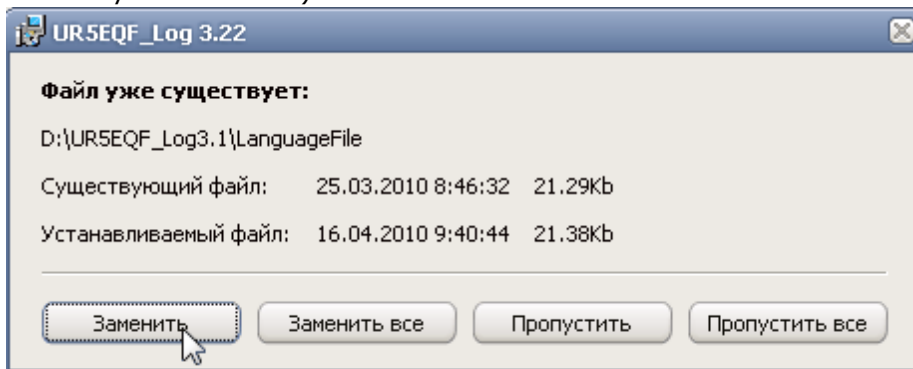 UR5EQF_Log 3.22
Файл уже существует:
D:\UR5EQF_Log3.1\LanguageFile
Существующий файл: 25.03.2010 8:46:32 21.29Kb
Устанавливаемый файл: 16.04.2010 9:40:44 21.38Kb
Заменить Заменить все Пропустить Пропустить все